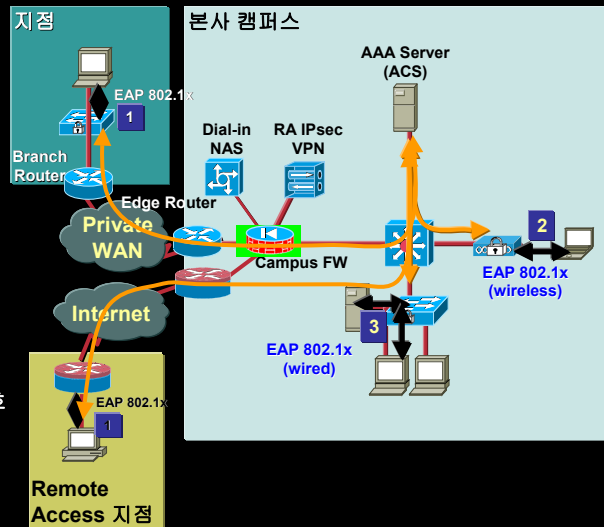 지점
본사 캠퍼스
AAA Server
(ACS)
EAP 802.1x
1
Dial-in
NAS
RA IPsec
VPN
Branch
Router
Edge Router
Private
WAN
Campus FW
2
EAP 802.1x
(wireless)
Internet
3
EAP 802.1x
(wired)
호
EAP 802.1x
1
Remote
Access 지점